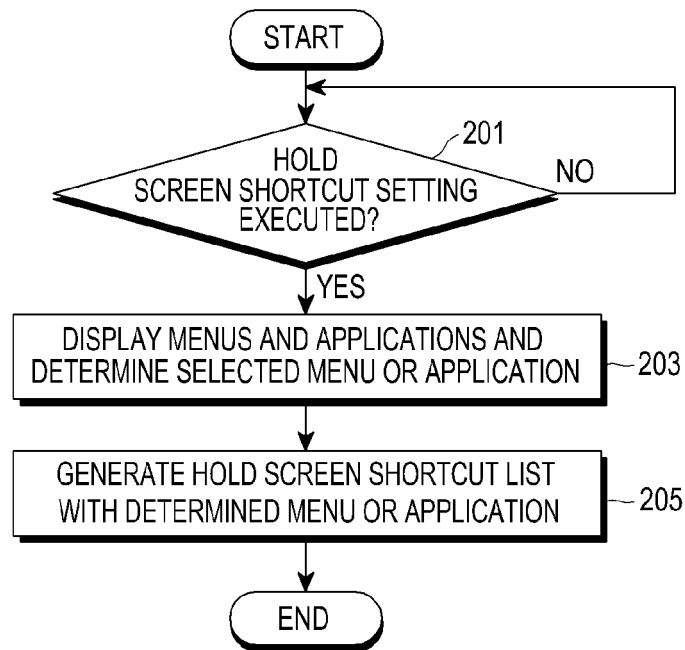 START
201
HOLD
SCREEN SHORTCUT SETTING
EXECUTED?
NO
YES
DISPLAY MENUS AND APPLICATIONS AND
DETERMINE SELECTED MENU OR APPLICATION
203
GENERATE HOLD SCREEN SHORTCUT LIST
WITH DETERMINED MENU OR APPLICATION
205
END